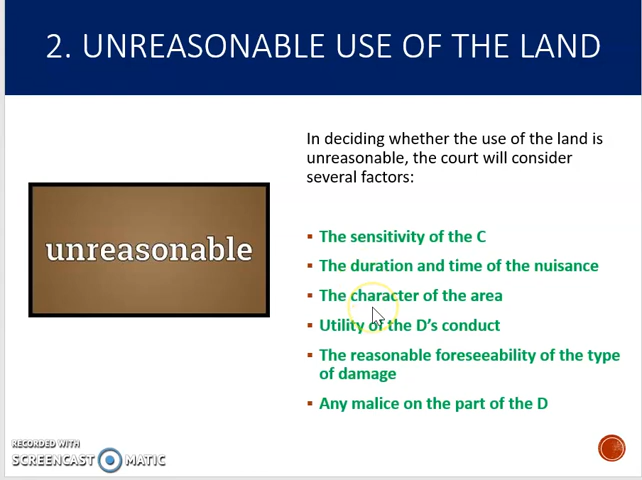 2. UNREASONABLE USE OF THE LAND
In deciding whether the use of the land is
unreasonable, the court will consider
several factors:
unreasonable
▪ The sensitivity of the C
▪ The duration and time of the nuisance
▪ The character of the area
▪ Utility of the D's conduct
▪ The reasonable foreseeability of the type
of damage
▪ Any malice on the part of the D
RECORDED WITH
SCREENCAST MATIC